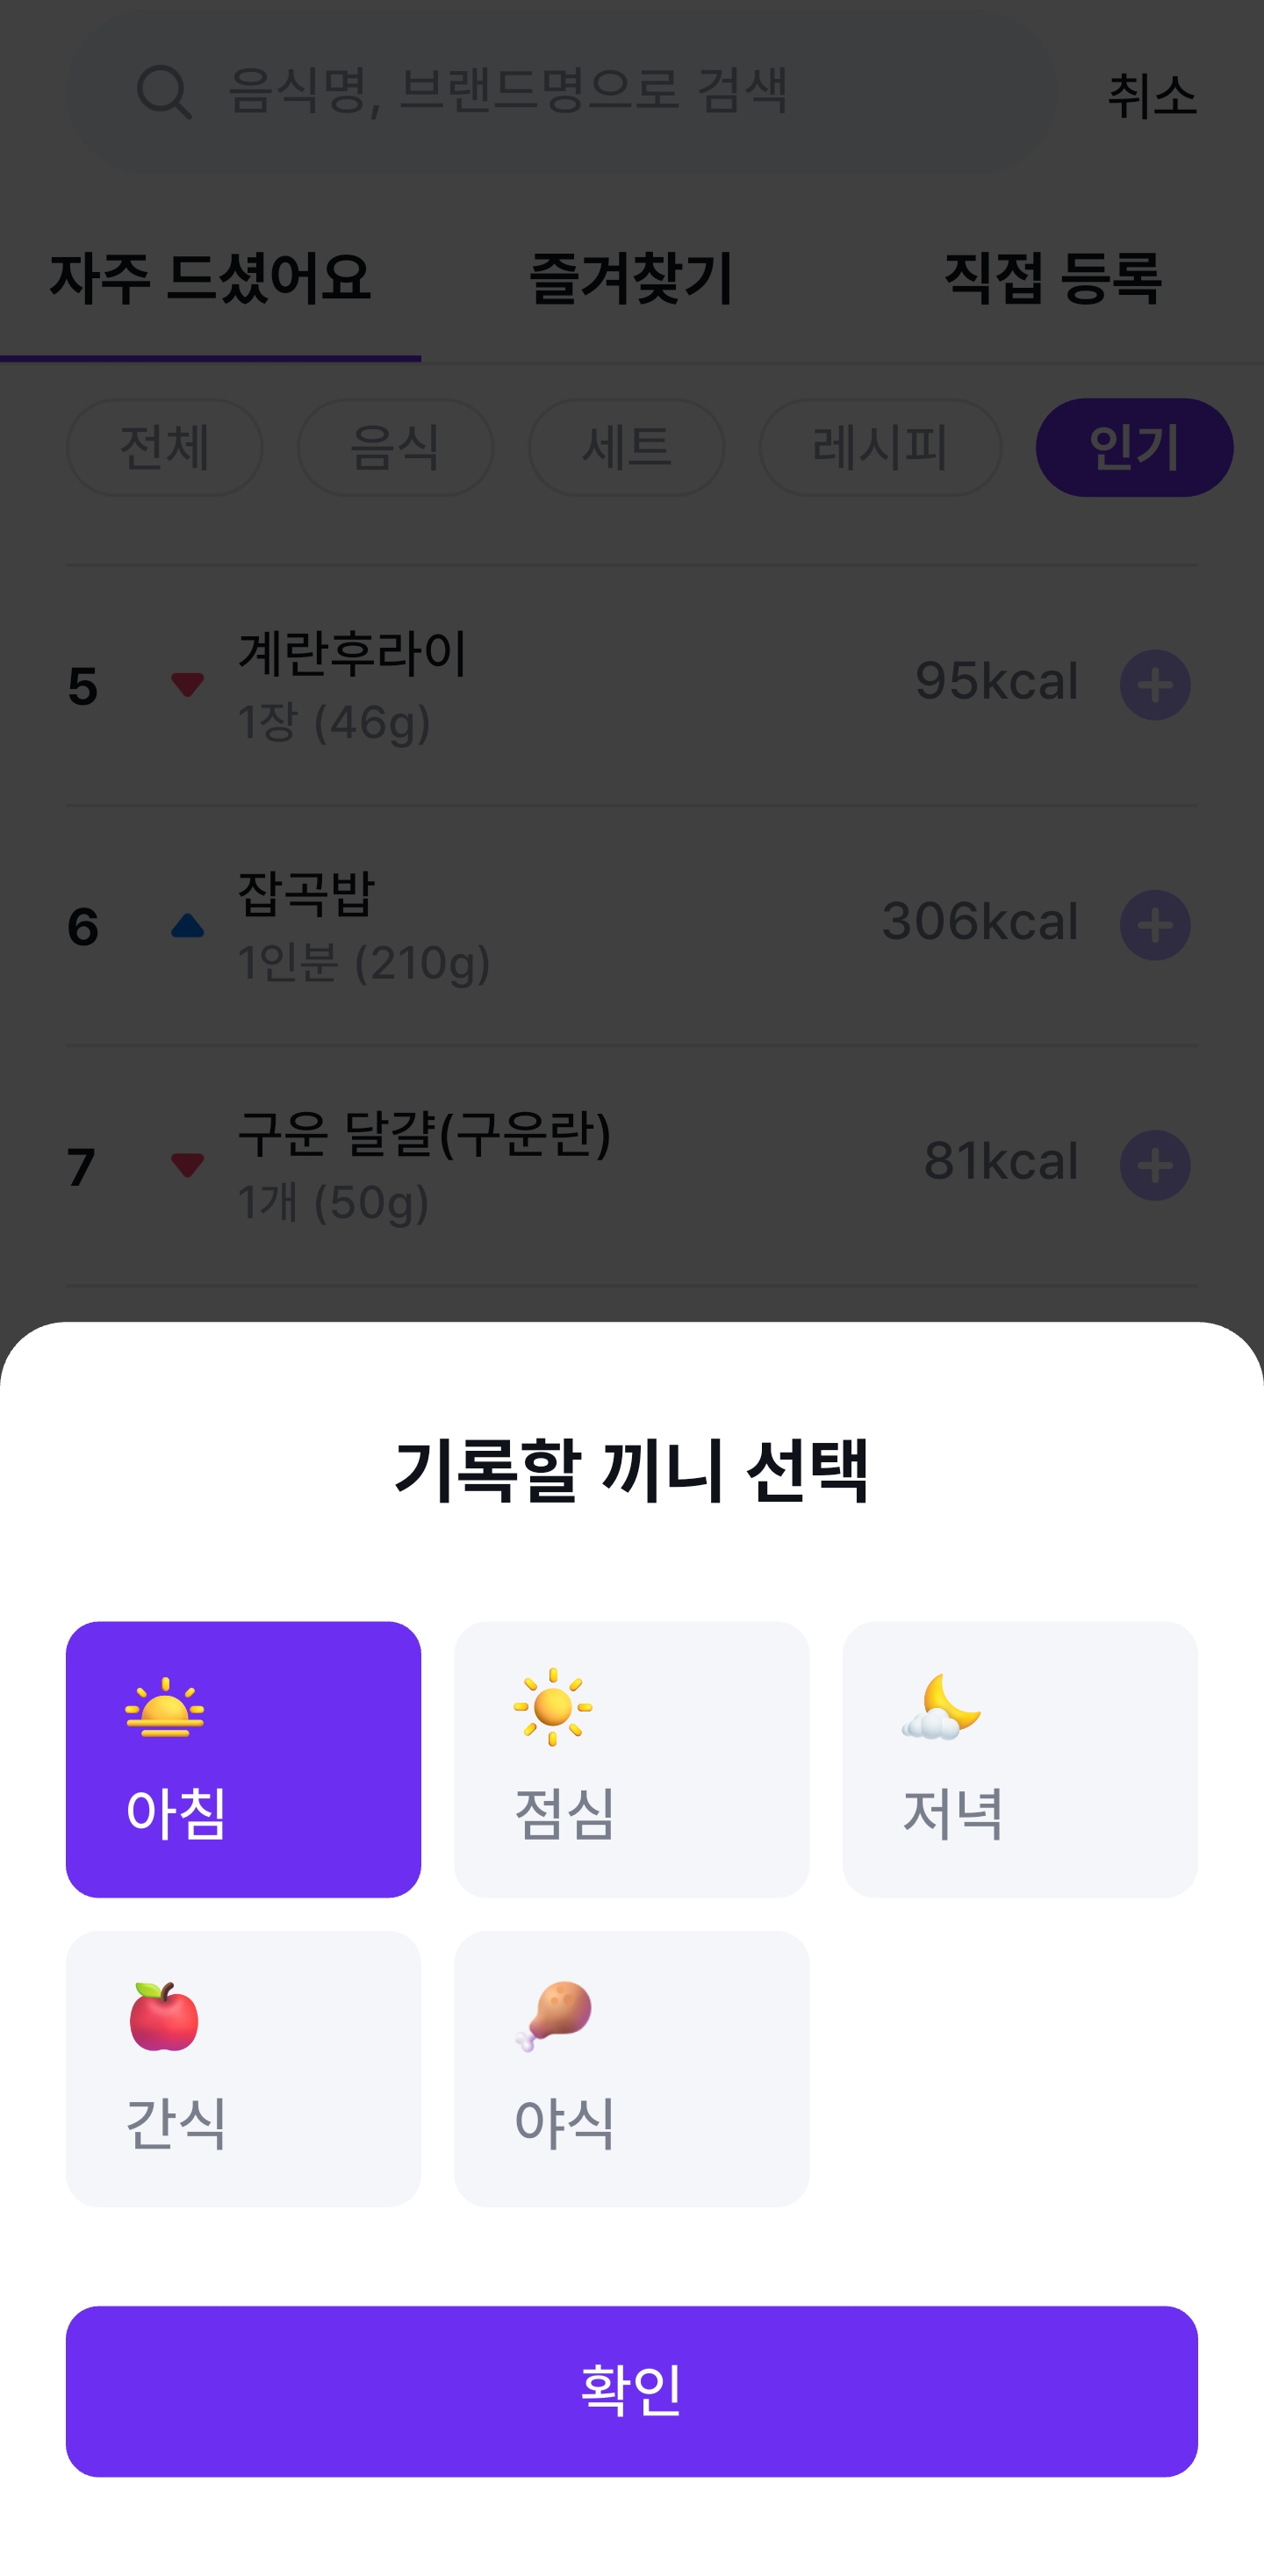 음식명, 브랜드명으로 검색 취소
자주 드셨어요 즐겨찾기 직접 등록
전체 음식 세트 레시피 인기
5 계란후라이 95kcal
1장 (46g)
6 잡곡밥 306kcal
1인분 (210g)
7 구운 달걀(구운란) 81kcal
1개 (50g)
기록할 끼니 선택
아침 점심 저녁
간식 야식
확인